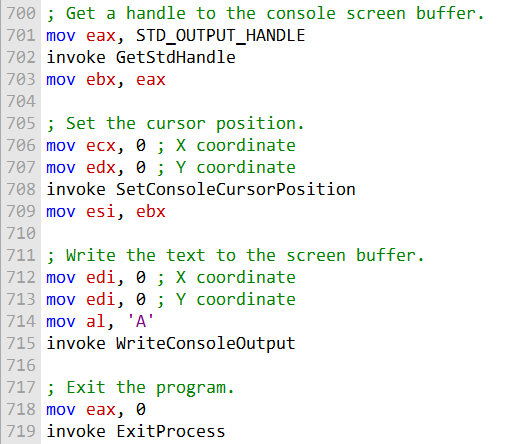 700 ; Get a handle to the console screen buffer.
701 mov eax, STD_OUTPUT_HANDLE
702 invoke GetStdHandle
703 mov ebx, eax
704
705 ; Set the cursor position.
706 mov ecx, 0 ; X coordinate
707 mov edx, 0 ; Y coordinate
708 invoke SetConsoleCursorPosition
709 mov esi, ebx
710
711 ; Write the text to the screen buffer.
712 mov edi, 0 ; X coordinate
713 mov edi, 0 ; Y coordinate
714 mov al, 'A'
715 invoke WriteConsoleOutput
716
717 ; Exit the program.
718 mov eax, 0
719 invoke ExitProcess